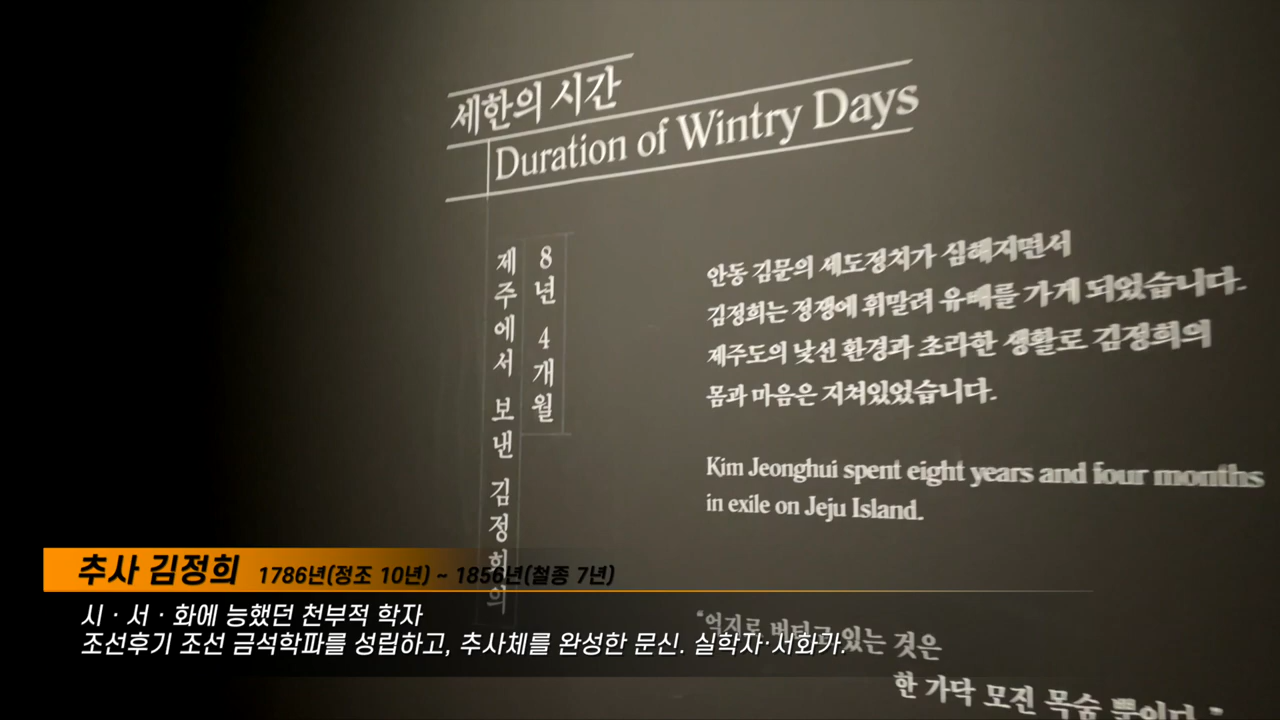 세한의 시간
Duration of Wintry Days
8년 4개월
제주에서 보낸 김정희의
안동 김문의 세도정치가 심해지면서
김정희는 정쟁에 휘말려 유배를 가게 되었습니다.
제주도의 낯선 환경과 초라한 생활로 김정희의
몸과 마음은 지쳐있었습니다.
Kim Jeonghui spent eight years and four months
in exile on Jeju Island.
“억지로 버티고 있는 것은
한 가닥 모진 목숨 뿐이다.”
추사 김정희 1786년(정조 10년) ~ 1856년(철종 7년)
시 · 서 · 화에 능했던 천부적 학자
조선후기 조선 금석학파를 성립하고, 추사체를 완성한 문신. 실학자·서화가.